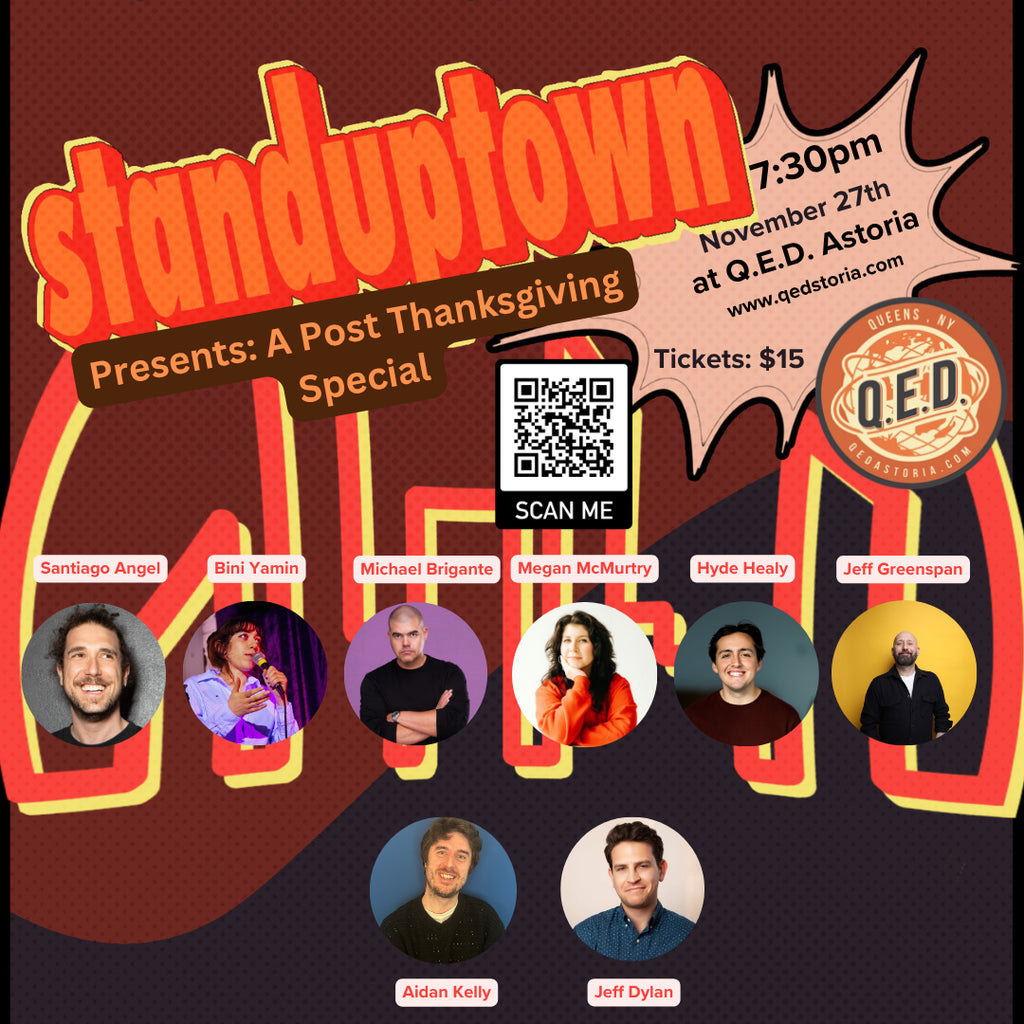 standuptown
7:30pm
November 27th
at Q.E.D. Astoria
www.qedstoria.com
Presents: A Post Thanksgiving
Special
Tickets: $15
QUEENS, NY
Q.E.D.
QEDASTORIA.COM
SCAN ME
Santiago Angel
Bini Yamin
Michael Brigante
Megan McMurtry
Hyde Healy
Jeff Greenspan
Aidan Kelly
Jeff Dylan